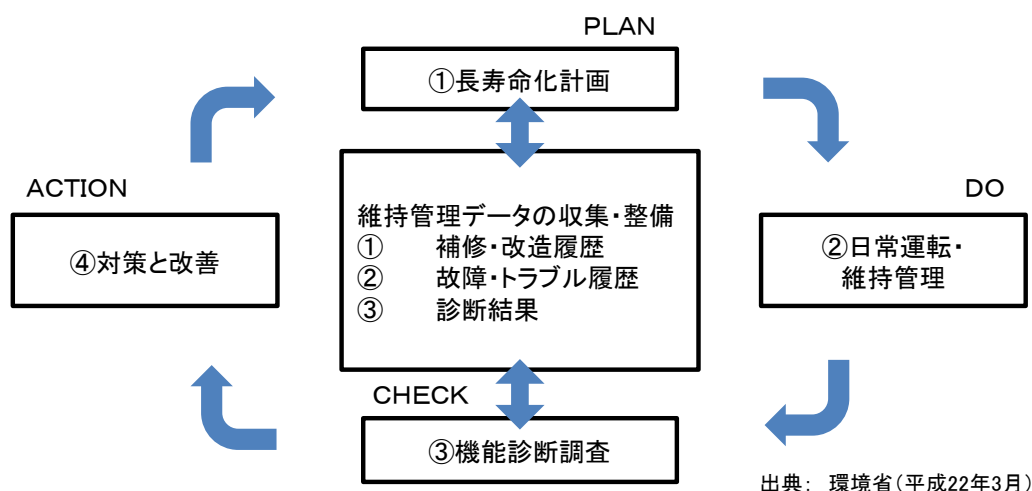 PLAN
①長寿命化計画
ACTION
④対策と改善
維持管理データの収集・整備
① 補修・改造履歴
② 故障・トラブル履歴
③ 診断結果
DO
②日常運転・
維持管理
CHECK
③機能診断調査
出典： 環境省（平成22年3月）